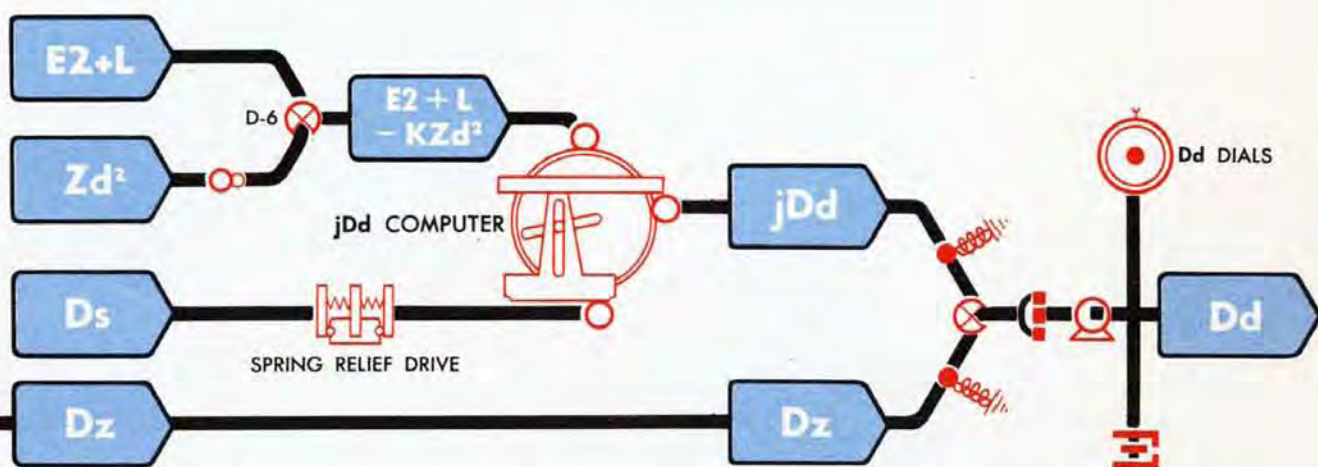 E2+L
D-6
E2 + L
– KZd²
Zd²
jDd COMPUTER
jDd
Dd DIALS
Ds
SPRING RELIEF DRIVE
Dd
Dz
Dz